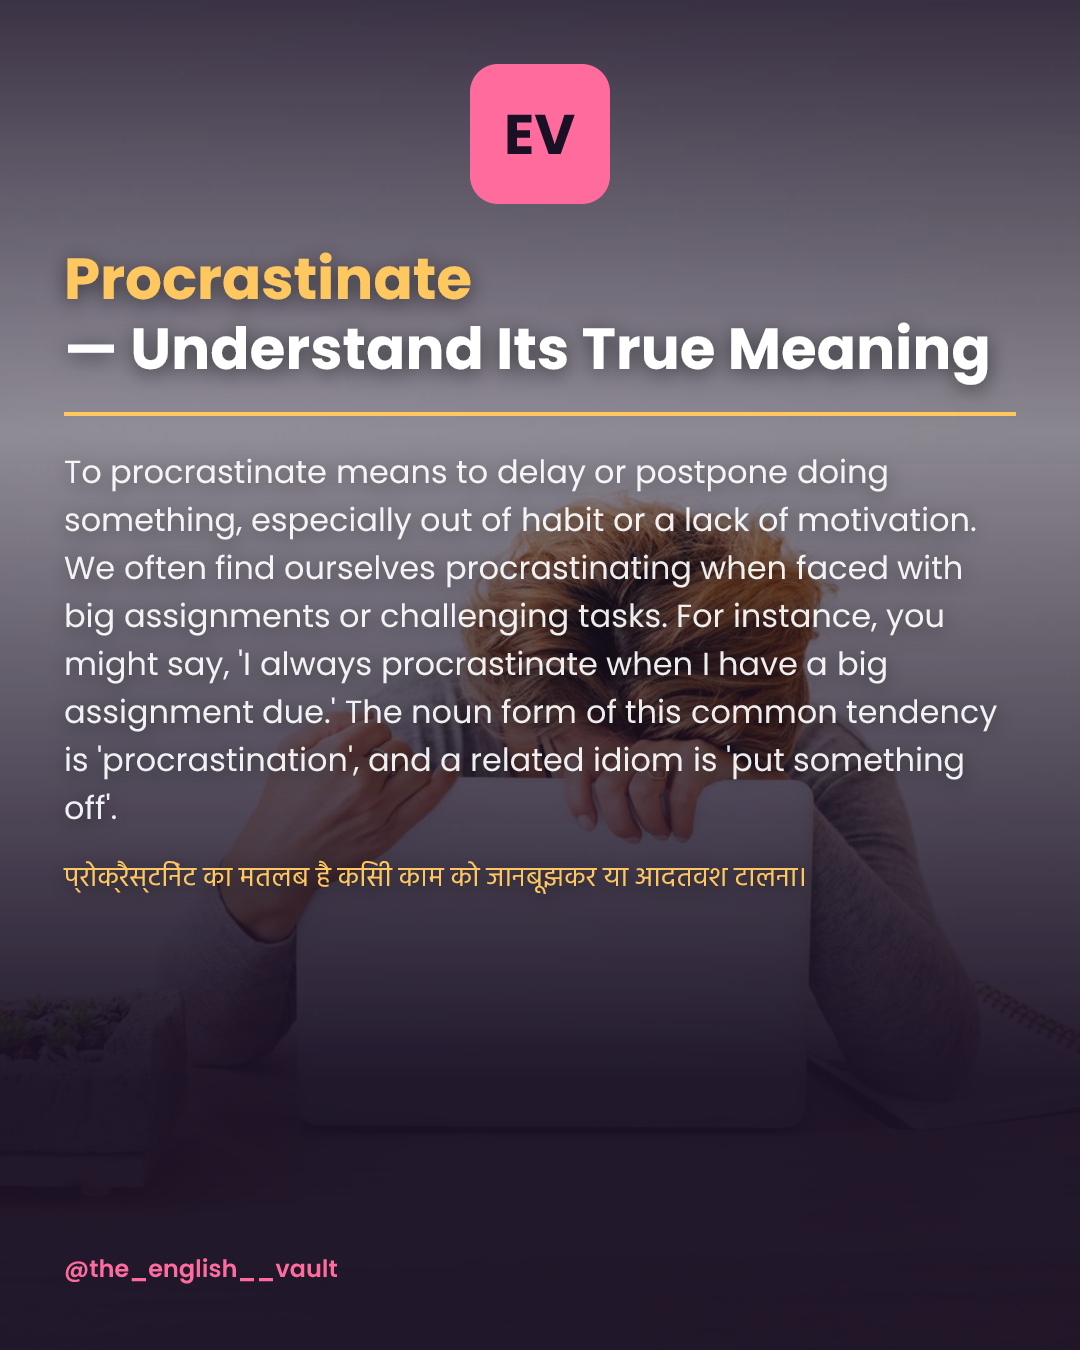 EV
Procrastinate
— Understand Its True Meaning
To procrastinate means to delay or postpone doing
something, especially out of habit or a lack of motivation.
We often find ourselves procrastinating when faced with
big assignments or challenging tasks. For instance, you
might say, 'I always procrastinate when I have a big
assignment due.' The noun form of this common tendency
is 'procrastination', and a related idiom is 'put something
off'.
प्रोक्रैस्टिनेट का मतलब है किसी काम को जानबूझकर या आदतवश टालना।
@the_english__vault